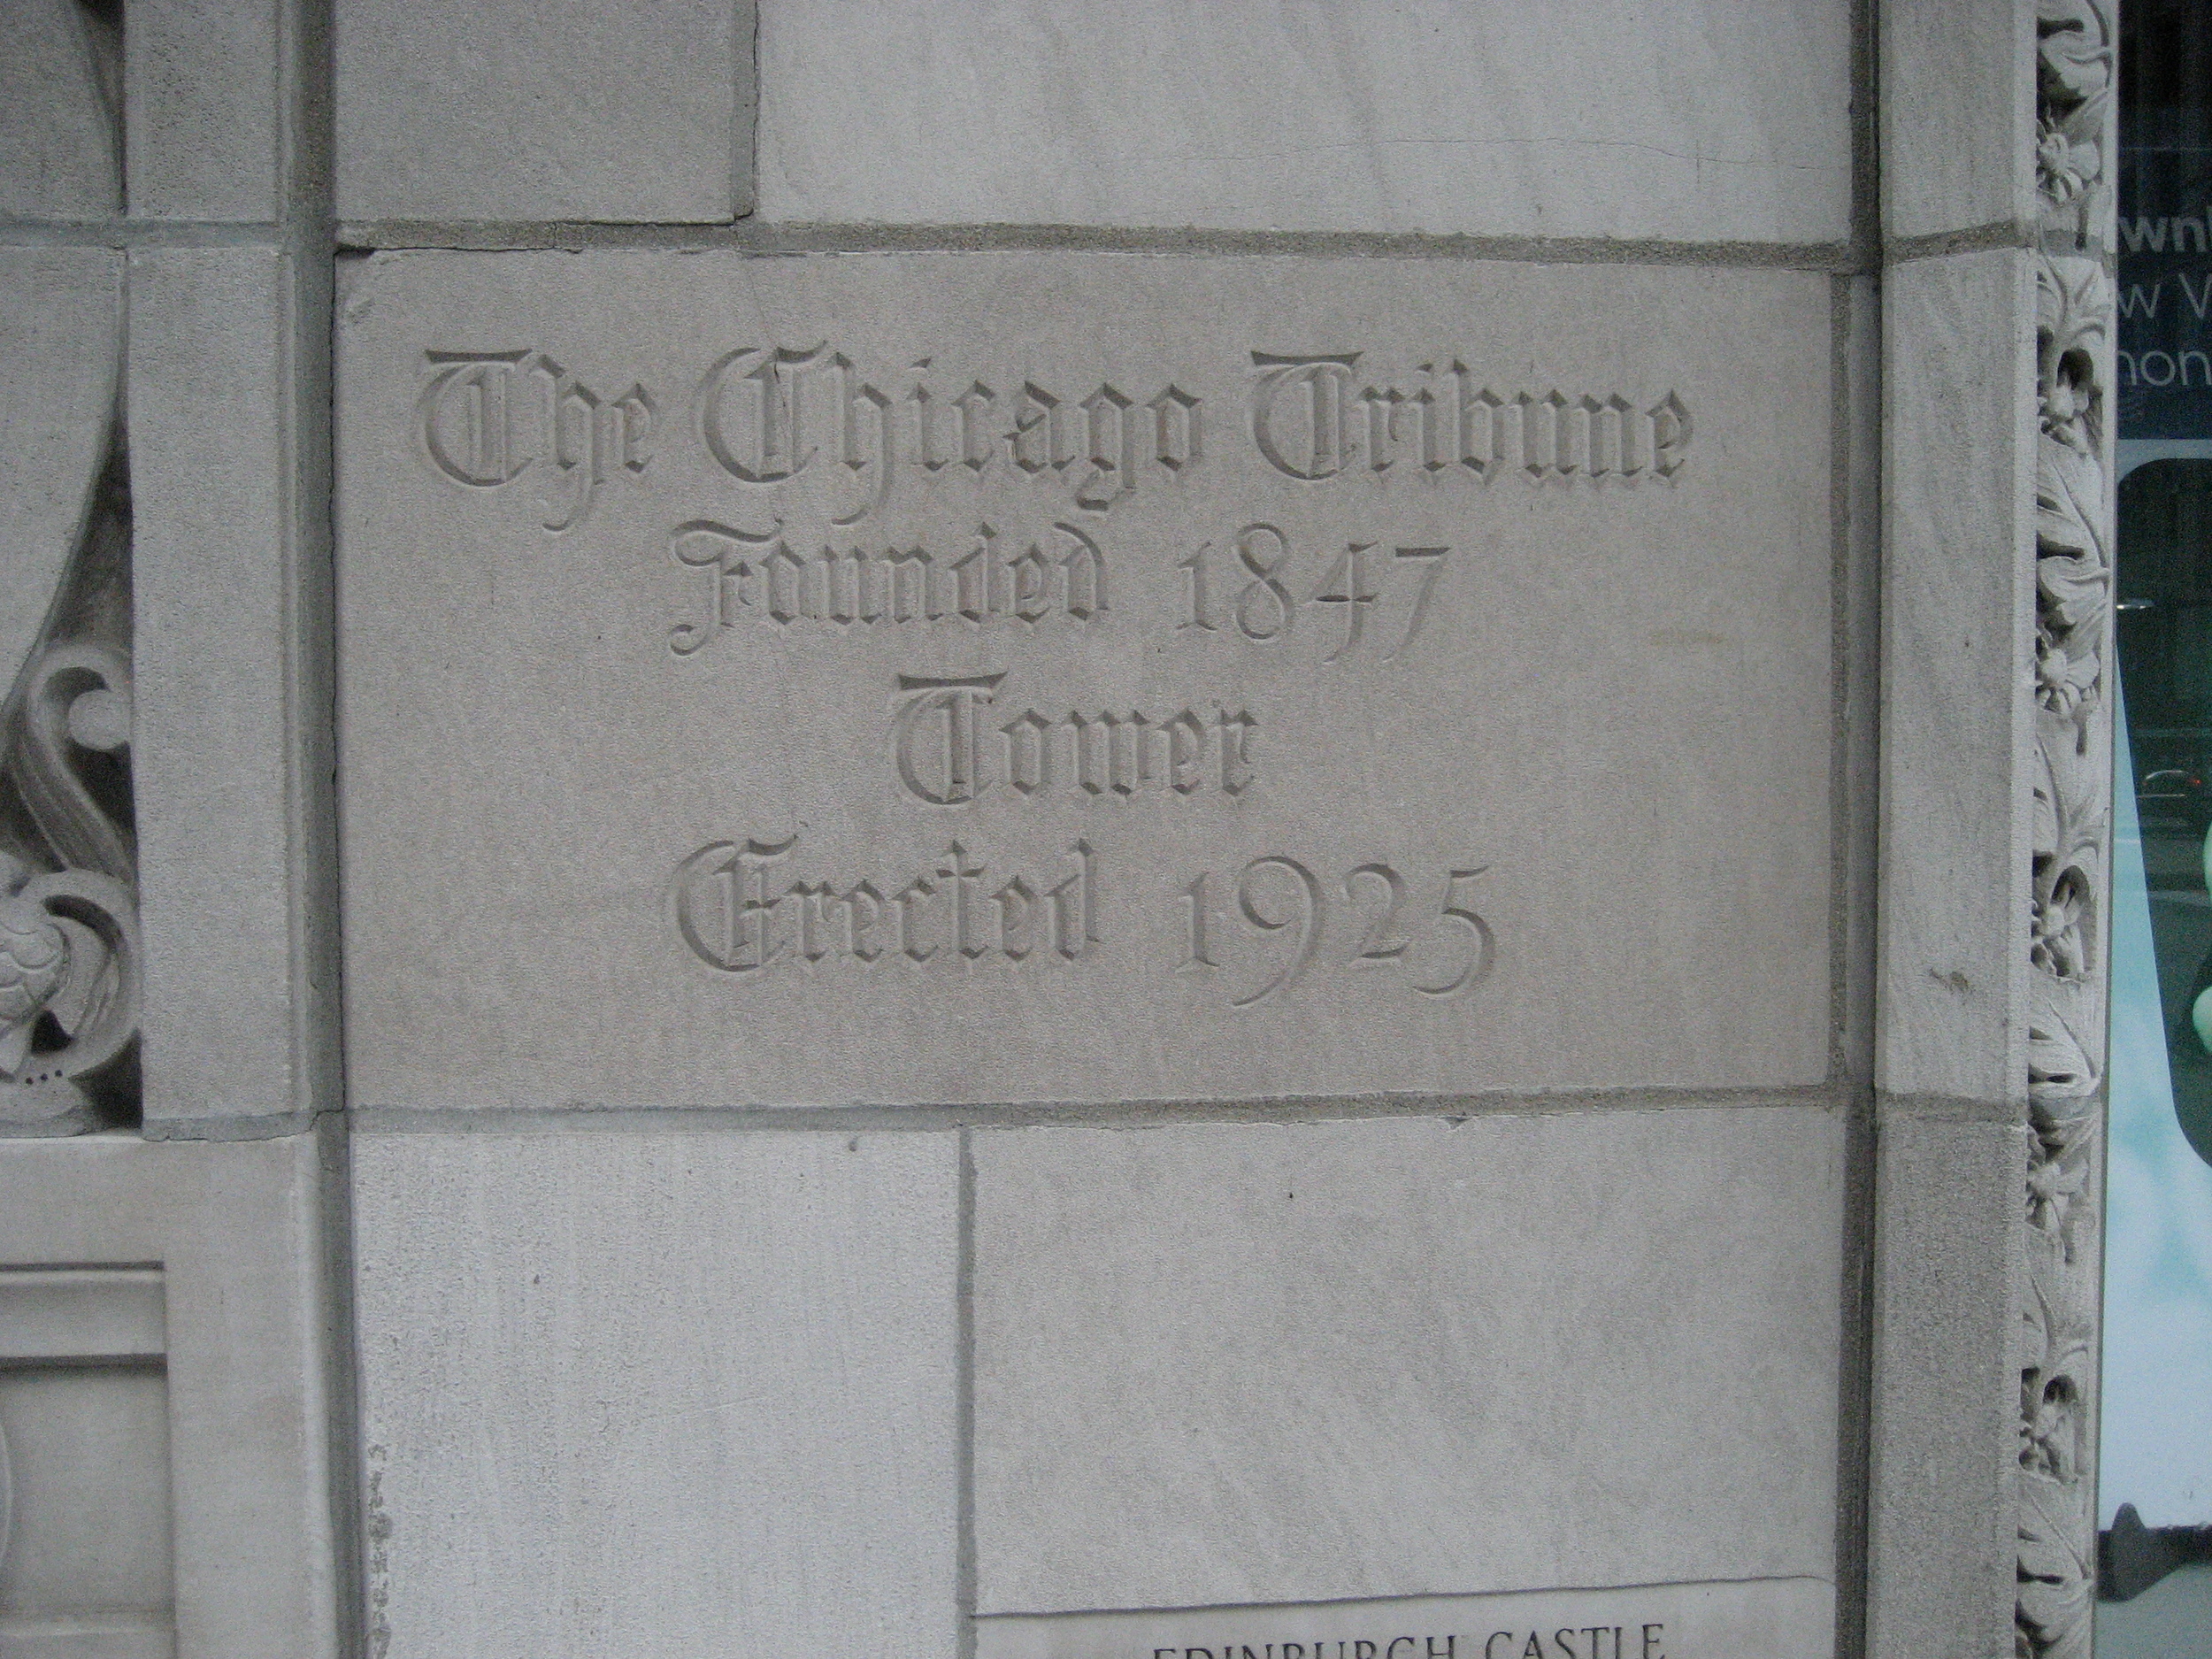 The Chicago Tribune
Founded 1847
Tower
Erected 1925
EDINBURGH CASTLE